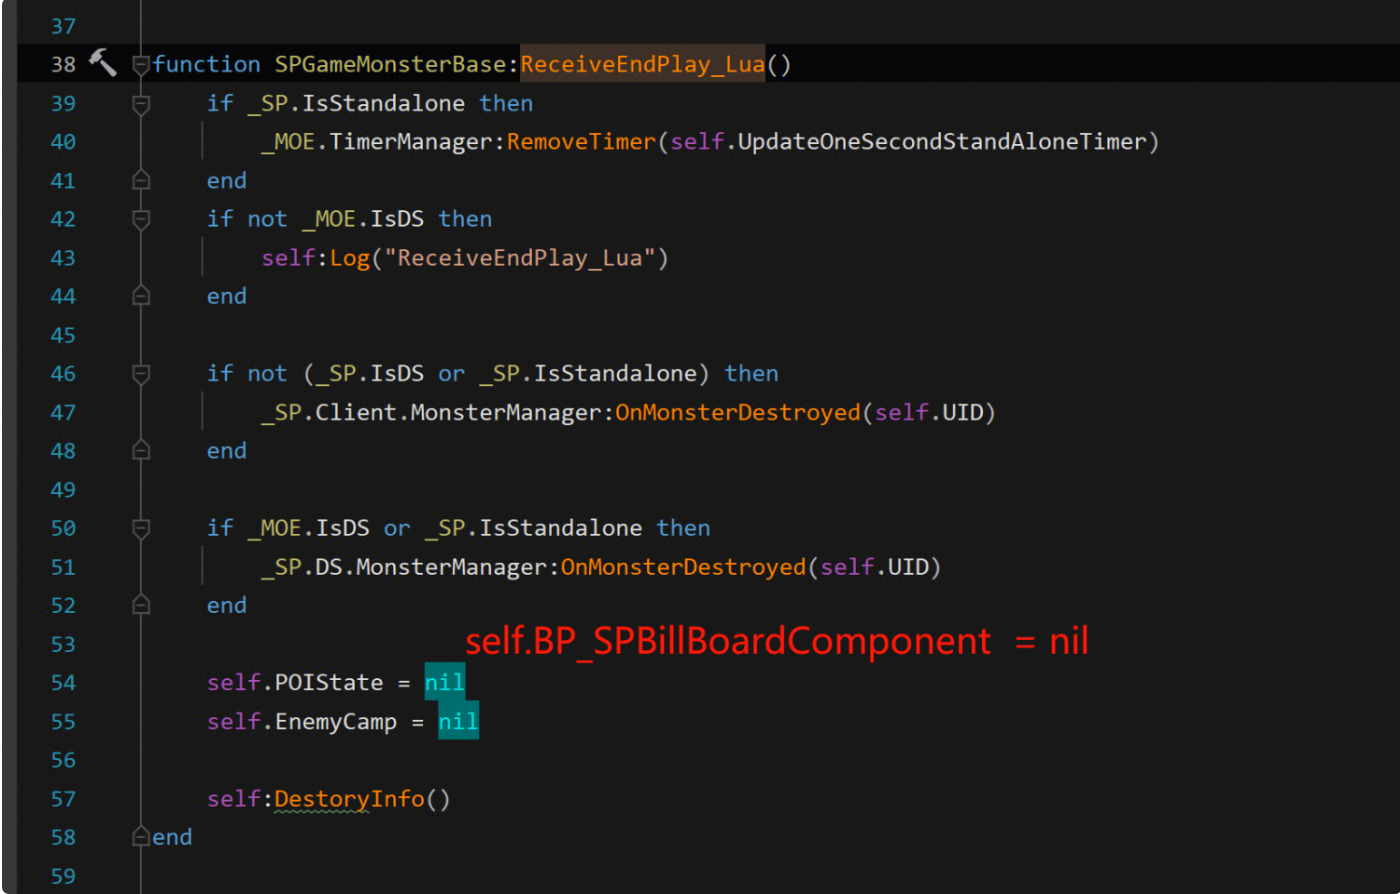 37
38 function SPGameMonsterBase:ReceiveEndPlay_Lua()
39 if _SP.IsStandalone then
40 _MOE.TimerManager:RemoveTimer(self.UpdateOneSecondStandAloneTimer)
41 end
42 if not _MOE.IsDS then
43 self:Log("ReceiveEndPlay_Lua")
44 end
45
46 if not (_SP.IsDS or _SP.IsStandalone) then
47 _SP.Client.MonsterManager:OnMonsterDestroyed(self.UID)
48 end
49
50 if _MOE.IsDS or _SP.IsStandalone then
51 _SP.DS.MonsterManager:OnMonsterDestroyed(self.UID)
52 end
53 self.BP_SPBillBoardComponent = nil
54 self.POIState = nil
55 self.EnemyCamp = nil
56
57 self:DestoryInfo()
58 end
59